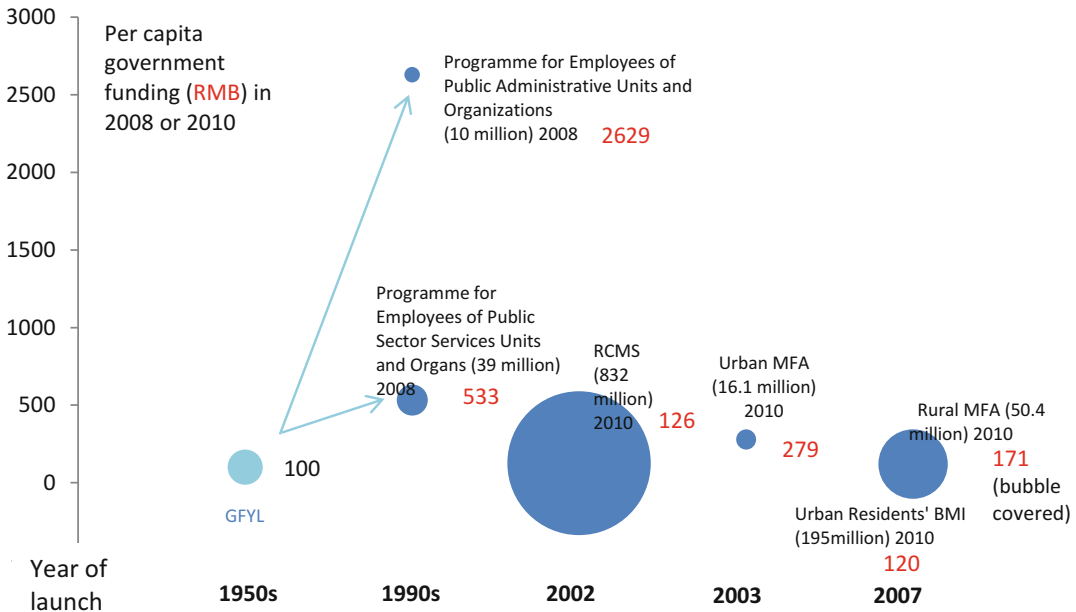 3000
2500
2000
1500
1000
500
0
Per capita
government
funding (RMB) in
2008 or 2010
Programme for Employees of
Public Administrative Units and
Organizations
(10 million) 2008 2629
Programme for
Employees of Public
Sector Services Units
and Organs (39 million)
2008
533
RCMS
(832
million)
2010
126
Urban MFA
(16.1 million)
2010
279
Rural MFA (50.4
million) 2010
171
(bubble
covered)
Urban Residents' BMI
(195million) 2010
120
100
GFYL
Year of
launch
1950s 1990s 2002 2003 2007